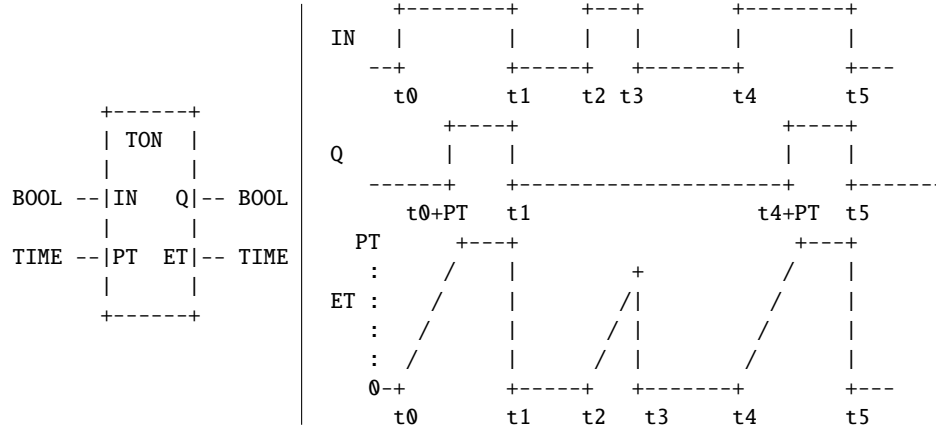 TON
BOOL --|IN Q|-- BOOL
TIME --|PT ET|-- TIME
IN
t0 t1 t2 t3 t4 t5
Q
t0+PT t1 t4+PT t5
PT
:
ET :
:
:
0
t0 t1 t2 t3 t4 t5